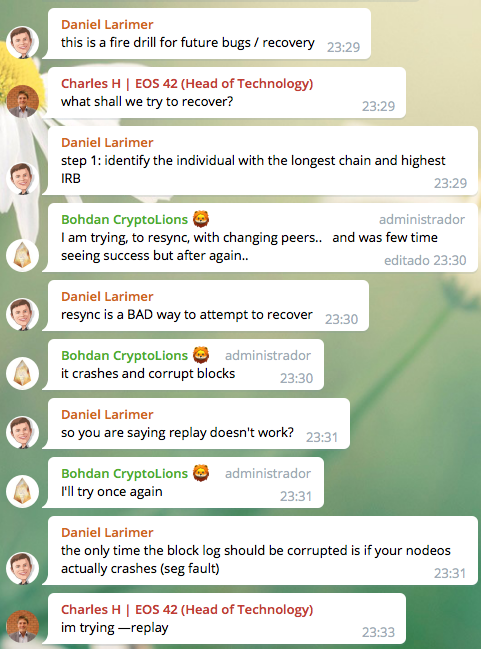 Daniel Larimer
this is a fire drill for future bugs / recovery 23:29
Charles H | EOS 42 (Head of Technology)
what shall we try to recover? 23:29
Daniel Larimer
step 1: identify the individual with the longest chain and highest
IRB 23:29
Bohdan CryptoLions 🦁 administrador
I am trying, to resync, with changing peers.. and was few time
seeing success but after again.. editado 23:30
Daniel Larimer
resync is a BAD way to attempt to recover 23:30
Bohdan CryptoLions 🦁 administrador
it crashes and corrupt blocks 23:30
Daniel Larimer
so you are saying replay doesn't work? 23:31
Bohdan CryptoLions 🦁 administrador
I'll try once again 23:31
Daniel Larimer
the only time the block log should be corrupted is if your nodeos
actually crashes (seg fault) 23:31
Charles H | EOS 42 (Head of Technology)
im trying —replay 23:33